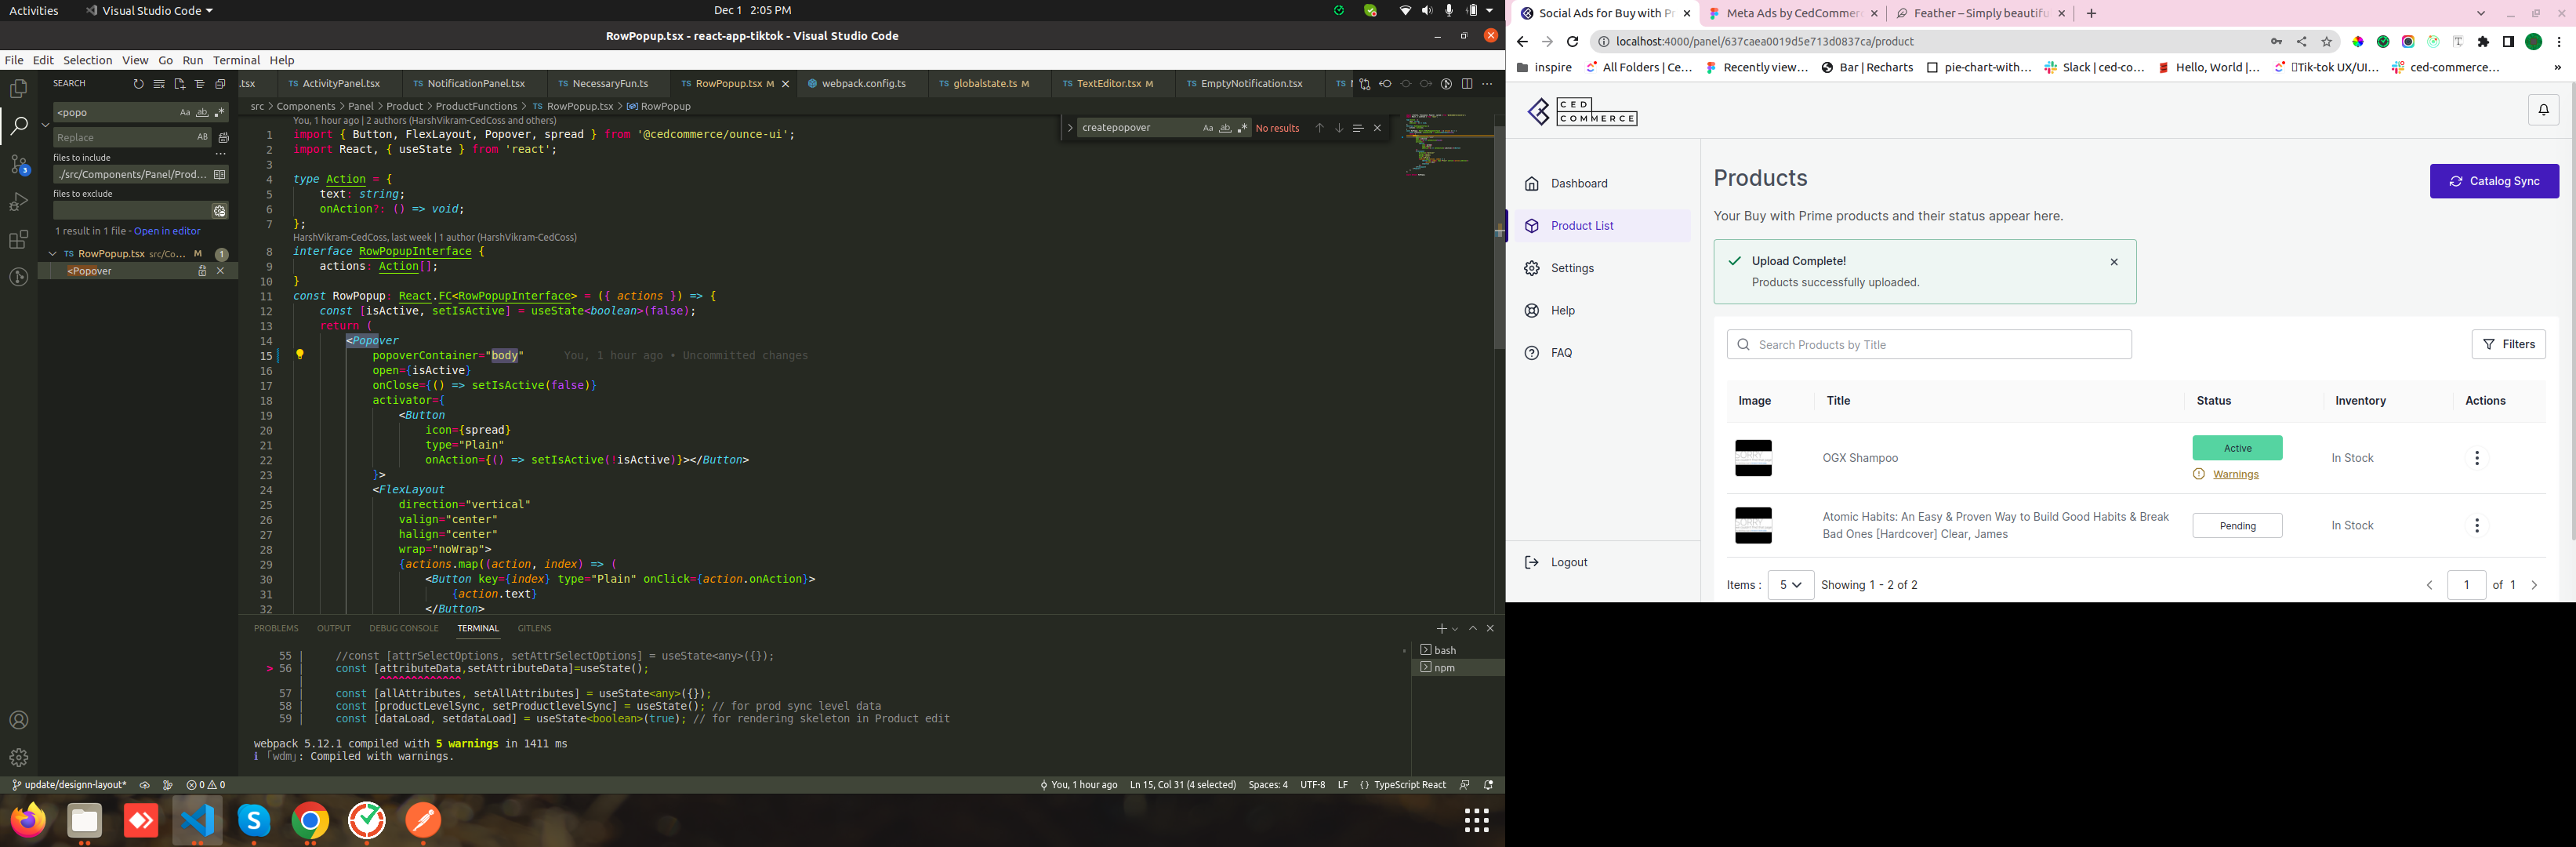 Activities
Visual Studio Code
Dec 1 2:05 PM
RowPopup.tsx - react-app-tiktok - Visual Studio Code
File Edit Selection View Go Run Terminal Help
SEARCH
<popo
Aa ab .*
Replace
AB
files to include
./src/Components/Panel/Prod...
files to exclude
1 result in 1 file - Open in editor
TS RowPopup.tsx src/Co... M 1
<Popover
3
.tsx
TS ActivityPanel.tsx
TS NotificationPanel.tsx
TS NecessaryFun.ts
TS RowPopup.tsx M
webpack.config.ts
TS globalstate.ts M
TS TextEditor.tsx M
TS EmptyNotification.tsx
TS
src > Components > Panel > Product > ProductFunctions > TS RowPopup.tsx > RowPopup
createpopover
Aa ab .*
No results
You, 1 hour ago | 2 authors (HarshVikram-CedCoss and others)
1 import { Button, FlexLayout, Popover, spread } from '@cedcommerce/ounce-ui';
2 import React, { useState } from 'react';
3
4 type Action = {
5 text: string;
6 onAction?: () => void;
7 };
HarshVikram-CedCoss, last week | 1 author (HarshVikram-CedCoss)
8 interface RowPopupInterface {
9 actions: Action[];
10 }
11 const RowPopup: React.FC<RowPopupInterface> = ({ actions }) => {
12 const [isActive, setIsActive] = useState<boolean>(false);
13 return (
14 <Popover
15 popoverContainer="body" You, 1 hour ago • Uncommitted changes
16 open={isActive}
17 onClose={() => setIsActive(false)}
18 activator={
19 <Button
20 icon={spread}
21 type="Plain"
22 onAction={() => setIsActive(!isActive)}></Button>
23 }>
24 <FlexLayout
25 direction="vertical"
26 valign="center"
27 halign="center"
28 wrap="noWrap">
29 {actions.map((action, index) => (
30 <Button key={index} type="Plain" onClick={action.onAction}>
31 {action.text}
32 </Button>
PROBLEMS OUTPUT DEBUG CONSOLE TERMINAL GITLENS
55 | //const [attrSelectOptions, setAttrSelectOptions] = useState<any>({});
> 56 | const [attributeData,setAttributeData]=useState();
| ^^^^^^^^^^^^^
57 | const [allAttributes, setAllAttributes] = useState<any>({});
58 | const [productLevelSync, setProductlevelSync] = useState(); // for prod sync level data
59 | const [dataLoad, setdataLoad] = useState<boolean>(true); // for rendering skeleton in Product edit
webpack 5.12.1 compiled with 5 warnings in 1411 ms
ℹ ｢wdm｣: Compiled with warnings.
bash
npm
update/designn-layout*
0 0
You, 1 hour ago
Ln 15, Col 31 (4 selected)
Spaces: 4
UTF-8
LF
{ } TypeScript React
Social Ads for Buy with Pr
Meta Ads by CedCommer
Feather – Simply beautifu
localhost:4000/panel/637caea0019d5e713d0837ca/product
inspire
All Folders | Ce...
Recently view...
Bar | Recharts
pie-chart-with...
Slack | ced-co...
Hello, World |...
Tik-tok UX/UI...
ced-commerce...
»
CED
COMMERCE
Dashboard
Product List
Settings
Help
FAQ
Logout
Products
Catalog Sync
Your Buy with Prime products and their status appear here.
Upload Complete!
Products successfully uploaded.
Search Products by Title
Filters
Image Title Status Inventory Actions
OGX Shampoo
Active
Warnings
In Stock
Atomic Habits: An Easy & Proven Way to Build Good Habits & Break
Bad Ones [Hardcover] Clear, James
Pending
In Stock
Items : 5 Showing 1 - 2 of 2
1 of 1